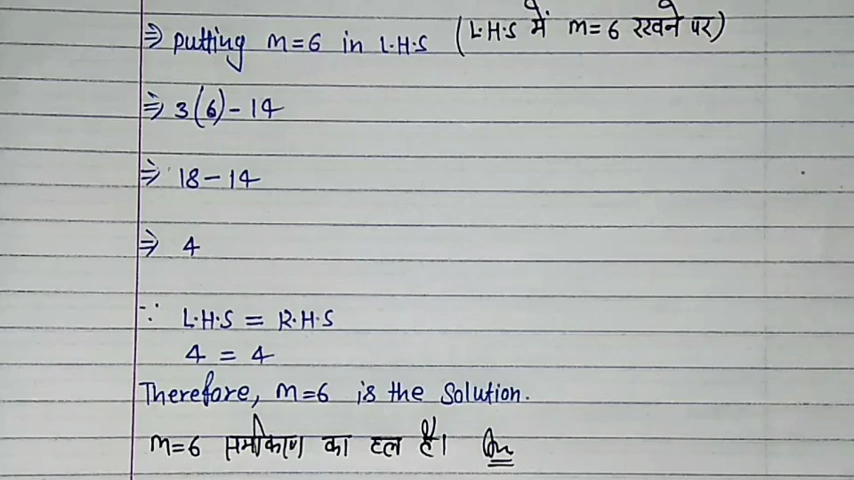 ⇒ Putting m=6 in L.H.S (L.H.S में m=6 रखने पर)
⇒ 3(6)-14
⇒ 18-14
⇒ 4
∵ L.H.S = R.H.S
4 = 4
Therefore, m=6 is the solution.
m=6 समीकरण का हल है। Ans